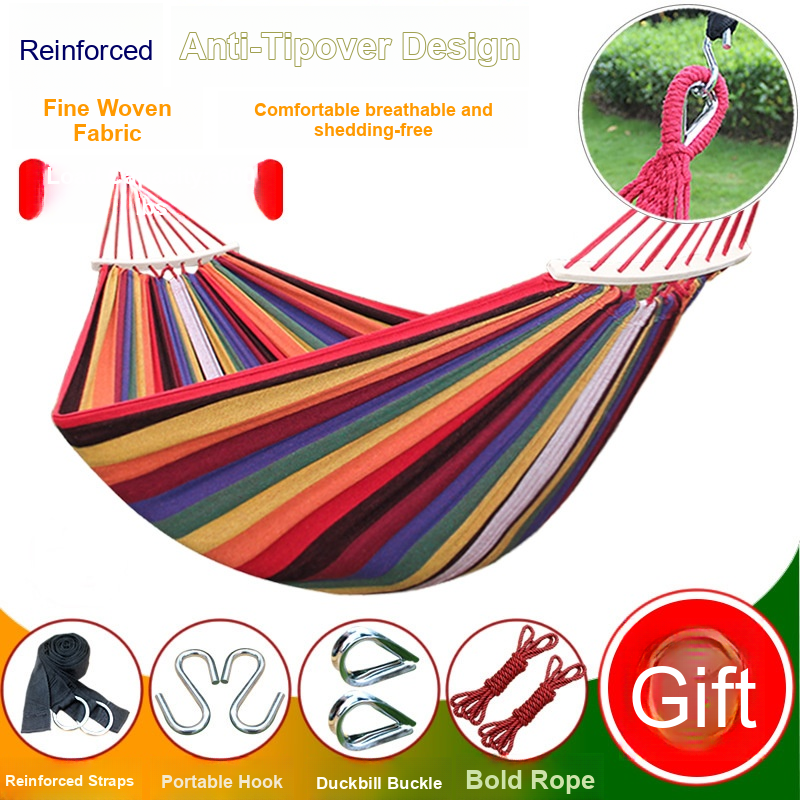 Reinforced
Anti-Tipover Design
Fine Woven
Fabric
Comfortable breathable and
shedding-free
Gift
Reinforced Straps
Portable Hook
Duckbill Buckle
Bold Rope